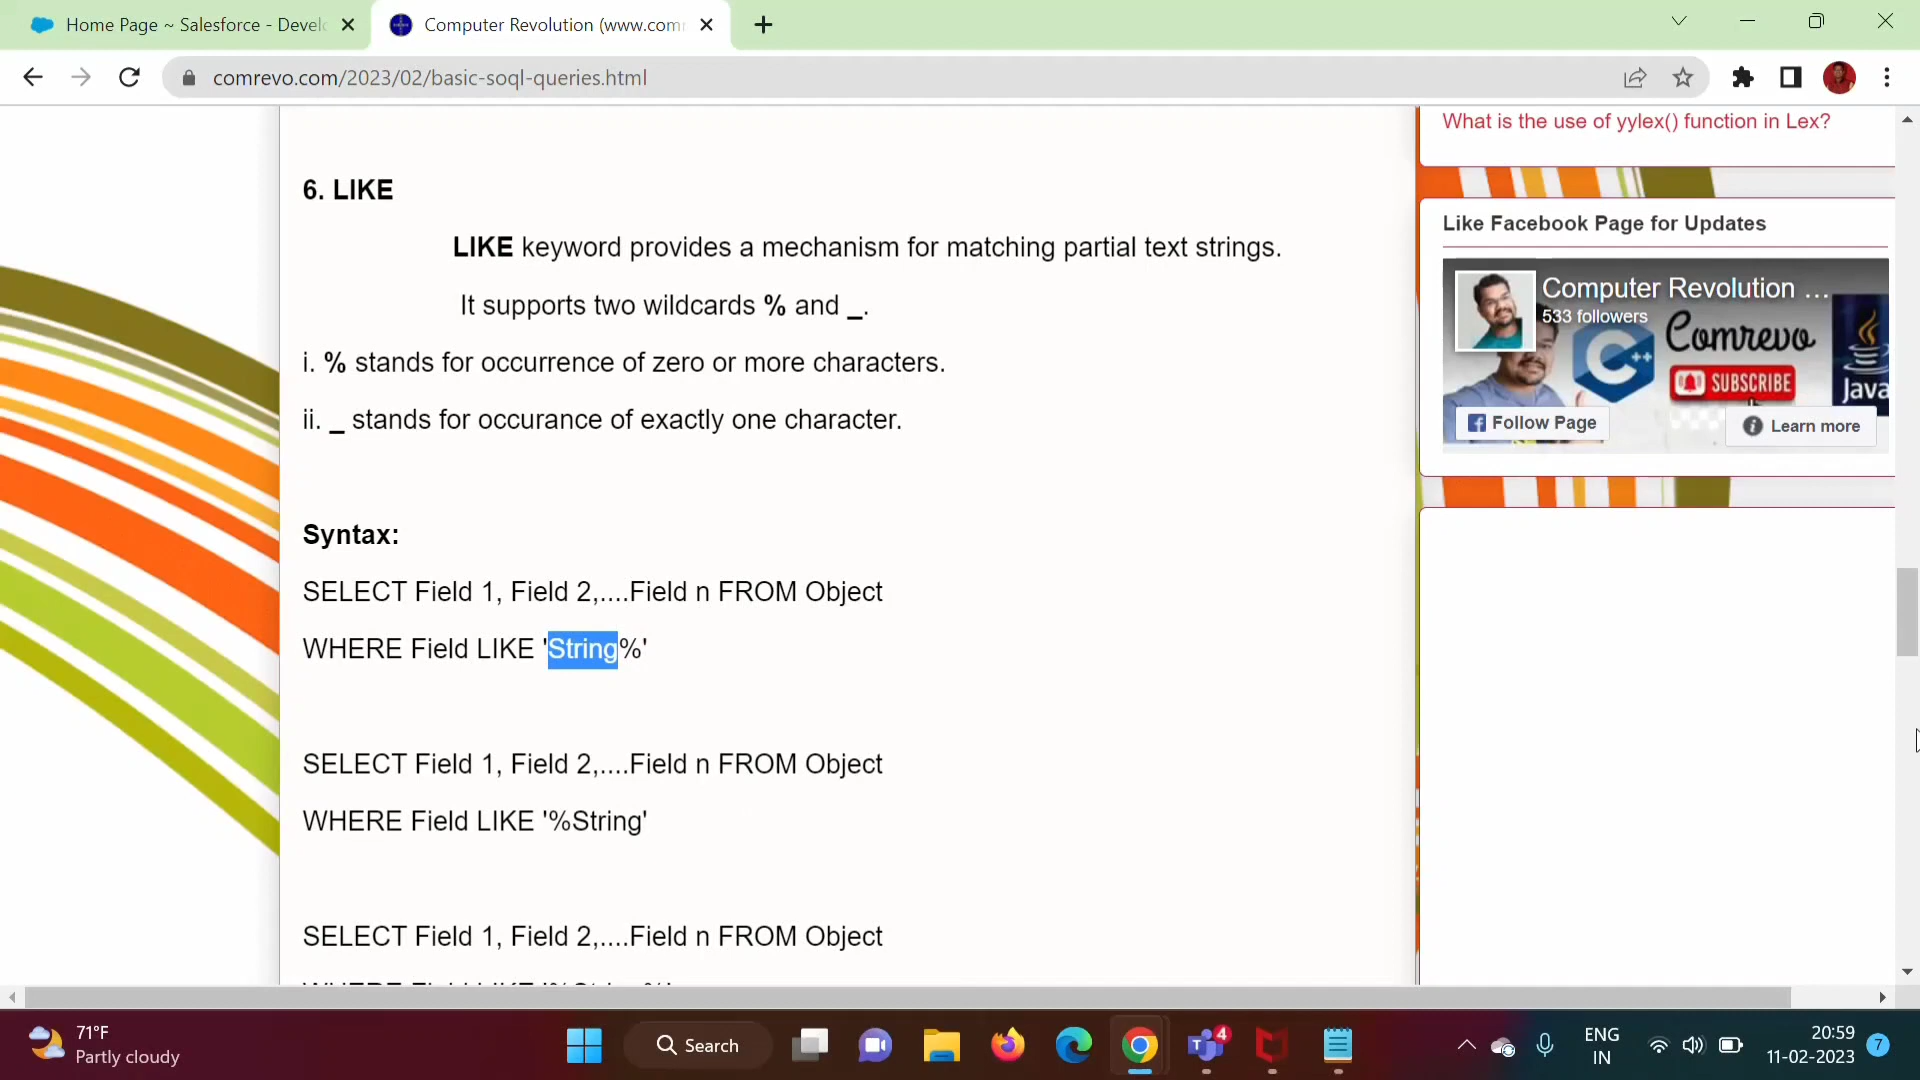 Home Page ~ Salesforce - Devel
Computer Revolution (www.com
comrevo.com/2023/02/basic-soql-queries.html
6. LIKE
LIKE keyword provides a mechanism for matching partial text strings.
It supports two wildcards % and _.
i. % stands for occurrence of zero or more characters.
ii. _ stands for occurance of exactly one character.
Syntax:
SELECT Field 1, Field 2,....Field n FROM Object
WHERE Field LIKE 'String%'
SELECT Field 1, Field 2,....Field n FROM Object
WHERE Field LIKE '%String'
SELECT Field 1, Field 2,....Field n FROM Object
What is the use of yylex() function in Lex?
Like Facebook Page for Updates
Computer Revolution ...
533 followers
Comrevo
C++
SUBSCRIBE
Java
Follow Page
Learn more
71°F
Partly cloudy
Search
4
ENG
IN
20:59
11-02-2023
7